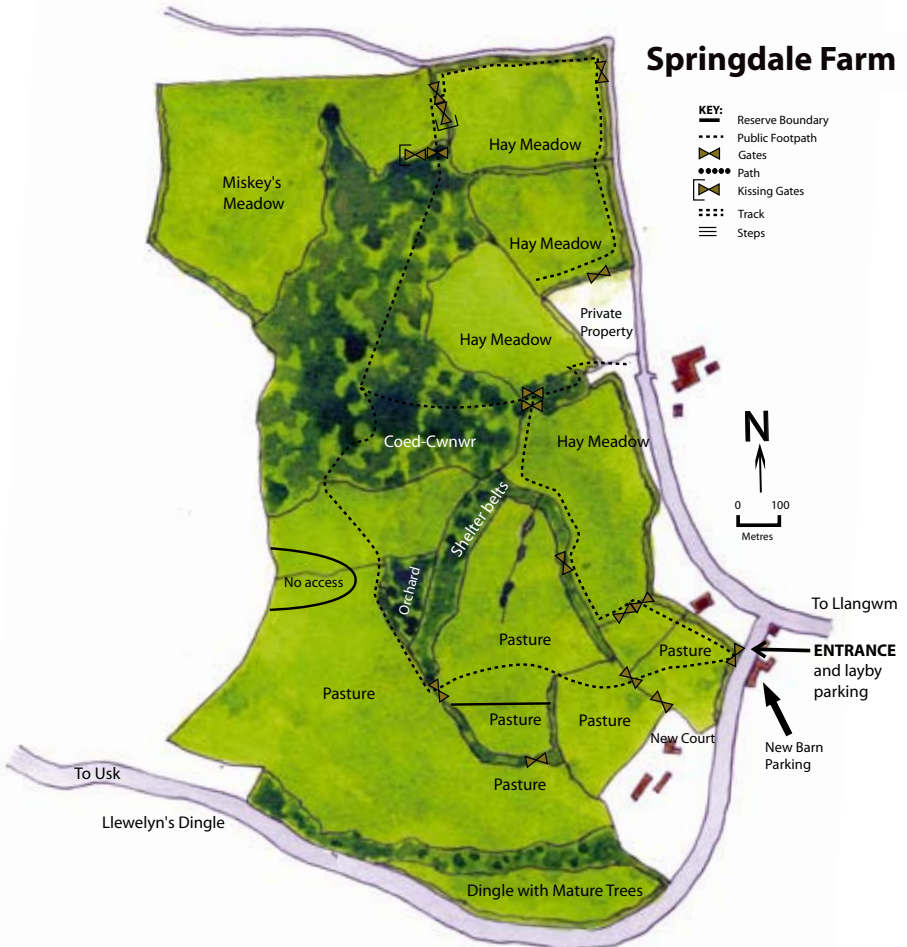 Springdale Farm
KEY:
Reserve Boundary
Public Footpath
Gates
Path
Kissing Gates
Track
Steps
Hay Meadow
Miskey's
Meadow
Hay Meadow
Private
Property
Hay Meadow
Coed-Cwnwr
Hay Meadow
N
0 100
Metres
Shelter belts
No access
Orchard
To Llangwm
Pasture
Pasture
ENTRANCE
and layby
parking
Pasture
Pasture
Pasture
New Court
New Barn
Parking
To Usk
Pasture
Llewelyn's Dingle
Dingle with Mature Trees